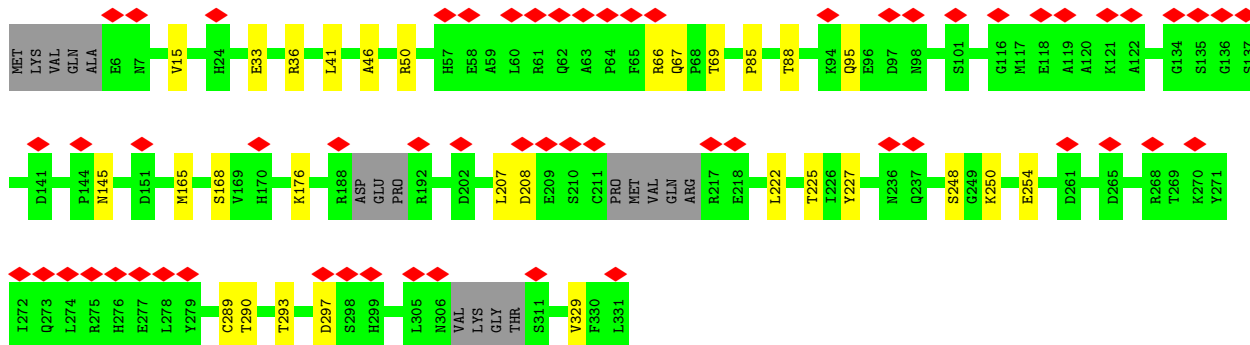 MET LYS VAL GLN ALA E6 N7 V15 H24 E33 R36 L41 A46 R50 H57 E58 A59 L60 R61 Q62 A63 P64 F65 R66 Q67 P68 T69 P85 T88 K94 Q95 E96 D97 N98 S101 G116 M117 E118 A119 A120 K121 A122 G134 S135 G136 S137
D141 P144 N145 D151 M165 S168 V169 H170 K176 R188 ASP GLU PRO R192 D202 L207 D208 E209 S210 C211 PRO MET VAL GLN ARG R217 E218 L222 T225 I226 Y227 N236 Q237 S248 G249 K250 E254 D261 D265 R268 T269 K270 Y271
I272 Q273 L274 R275 H276 E277 L278 Y279 C289 T290 T293 D297 S298 H299 L305 N306 VAL LYS GLY THR S311 V329 F330 L331